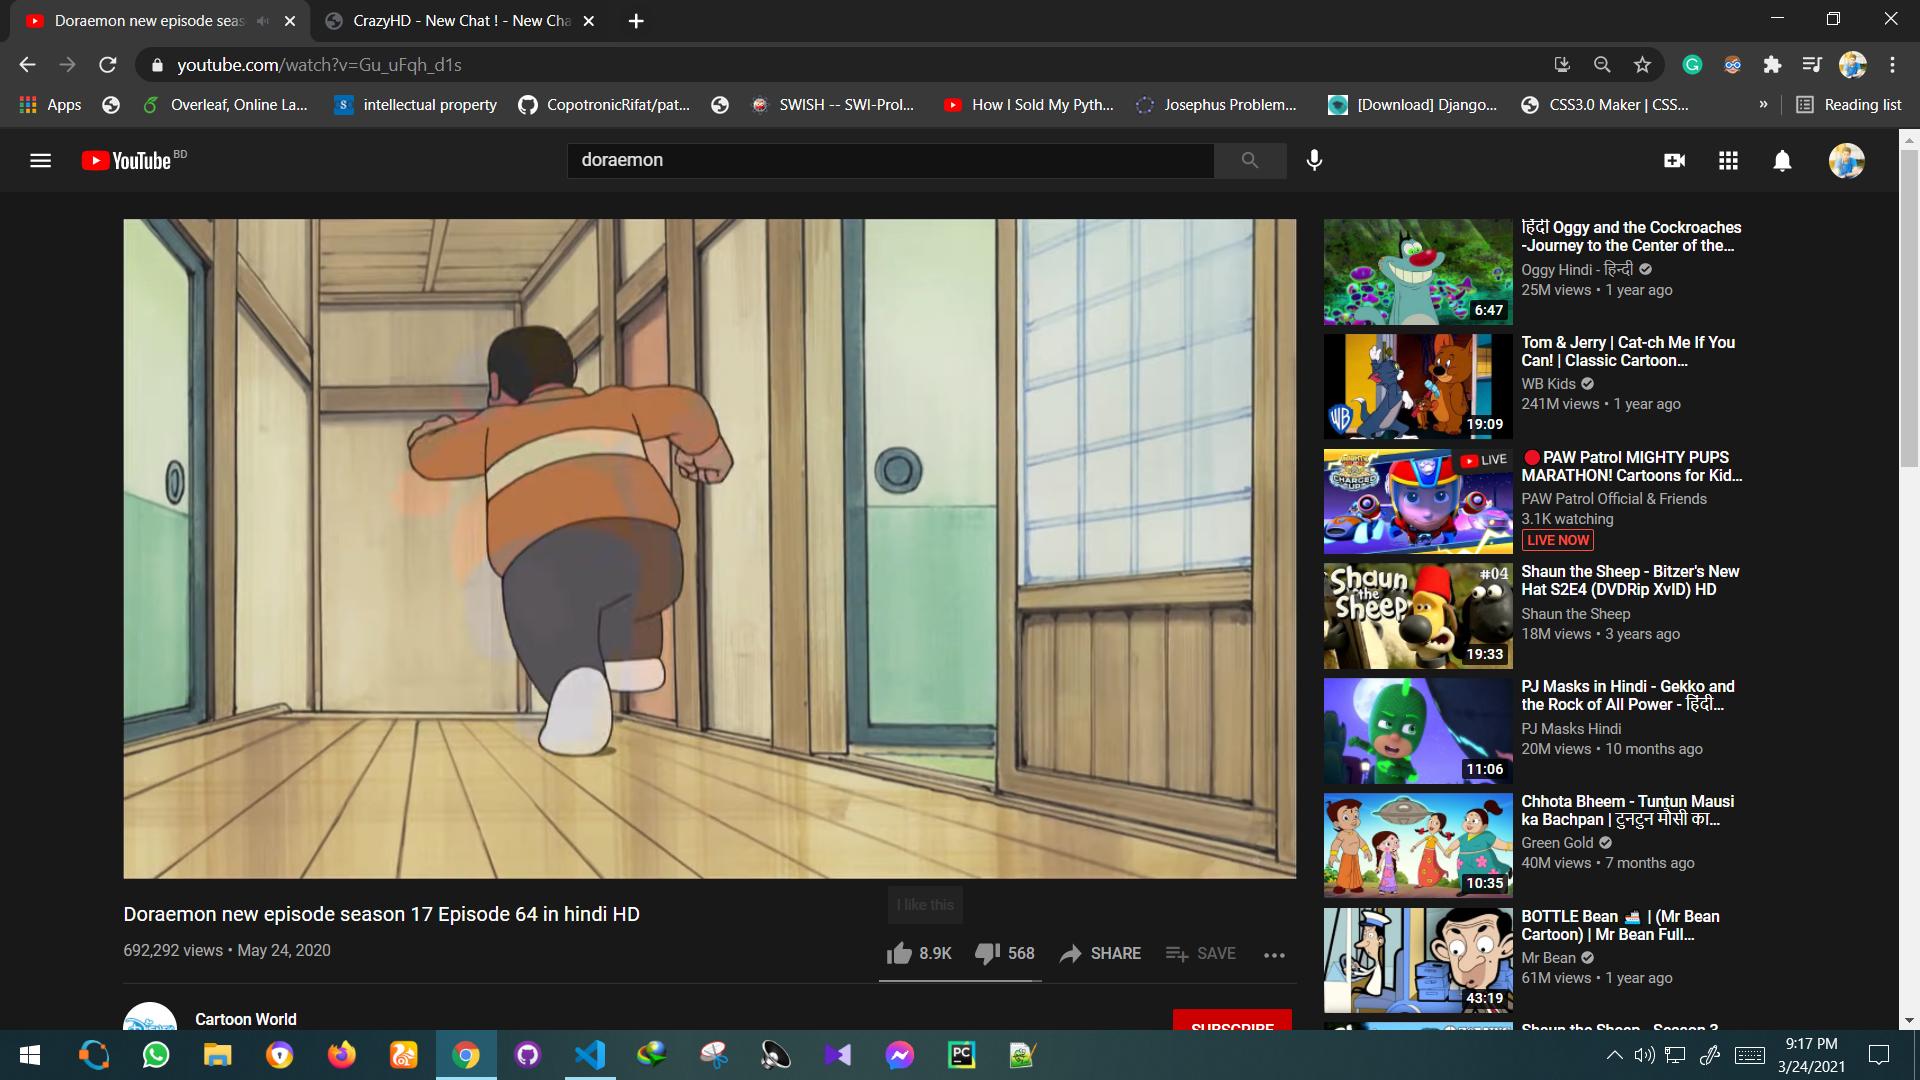 Doraemon new episode seas
CrazyHD - New Chat ! - New Cha
youtube.com/watch?v=Gu_uFqh_d1s
Apps
Overleaf, Online La...
intellectual property
CopotronicRifat/pat...
SWISH -- SWI-Prol...
How I Sold My Pyth...
Josephus Problem...
[Download] Django...
CSS3.0 Maker | CSS...
»
Reading list
YouTube BD
doraemon
हिंदी Oggy and the Cockroaches
-Journey to the Center of the...
Oggy Hindi - हिन्दी
25M views • 1 year ago
6:47
Tom & Jerry | Cat-ch Me If You
Can! | Classic Cartoon...
WB Kids
241M views • 1 year ago
WB
19:09
PAW Patrol MIGHTY PUPS
MARATHON! Cartoons for Kid...
PAW Patrol Official & Friends
3.1K watching
LIVE NOW
LIVE
CHARGED UP
Shaun the Sheep - Bitzer's New
Hat S2E4 (DVDRip XvID) HD
Shaun the Sheep
18M views • 3 years ago
Shaun
the
Sheep
#04
19:33
PJ Masks in Hindi - Gekko and
the Rock of All Power - हिंदी...
PJ Masks Hindi
20M views • 10 months ago
11:06
Chhota Bheem - Tuntun Mausi
ka Bachpan | टुनटुन मौसी का...
Green Gold
40M views • 7 months ago
10:35
BOTTLE Bean | (Mr Bean
Cartoon) | Mr Bean Full...
Mr Bean
61M views • 1 year ago
43:19
Shaun the Sheep - Season 3
I like this
Doraemon new episode season 17 Episode 64 in hindi HD
692,292 views • May 24, 2020
8.9K
568
SHARE
SAVE
Cartoon World
SUBSCRIBE
PC
9:17 PM
3/24/2021